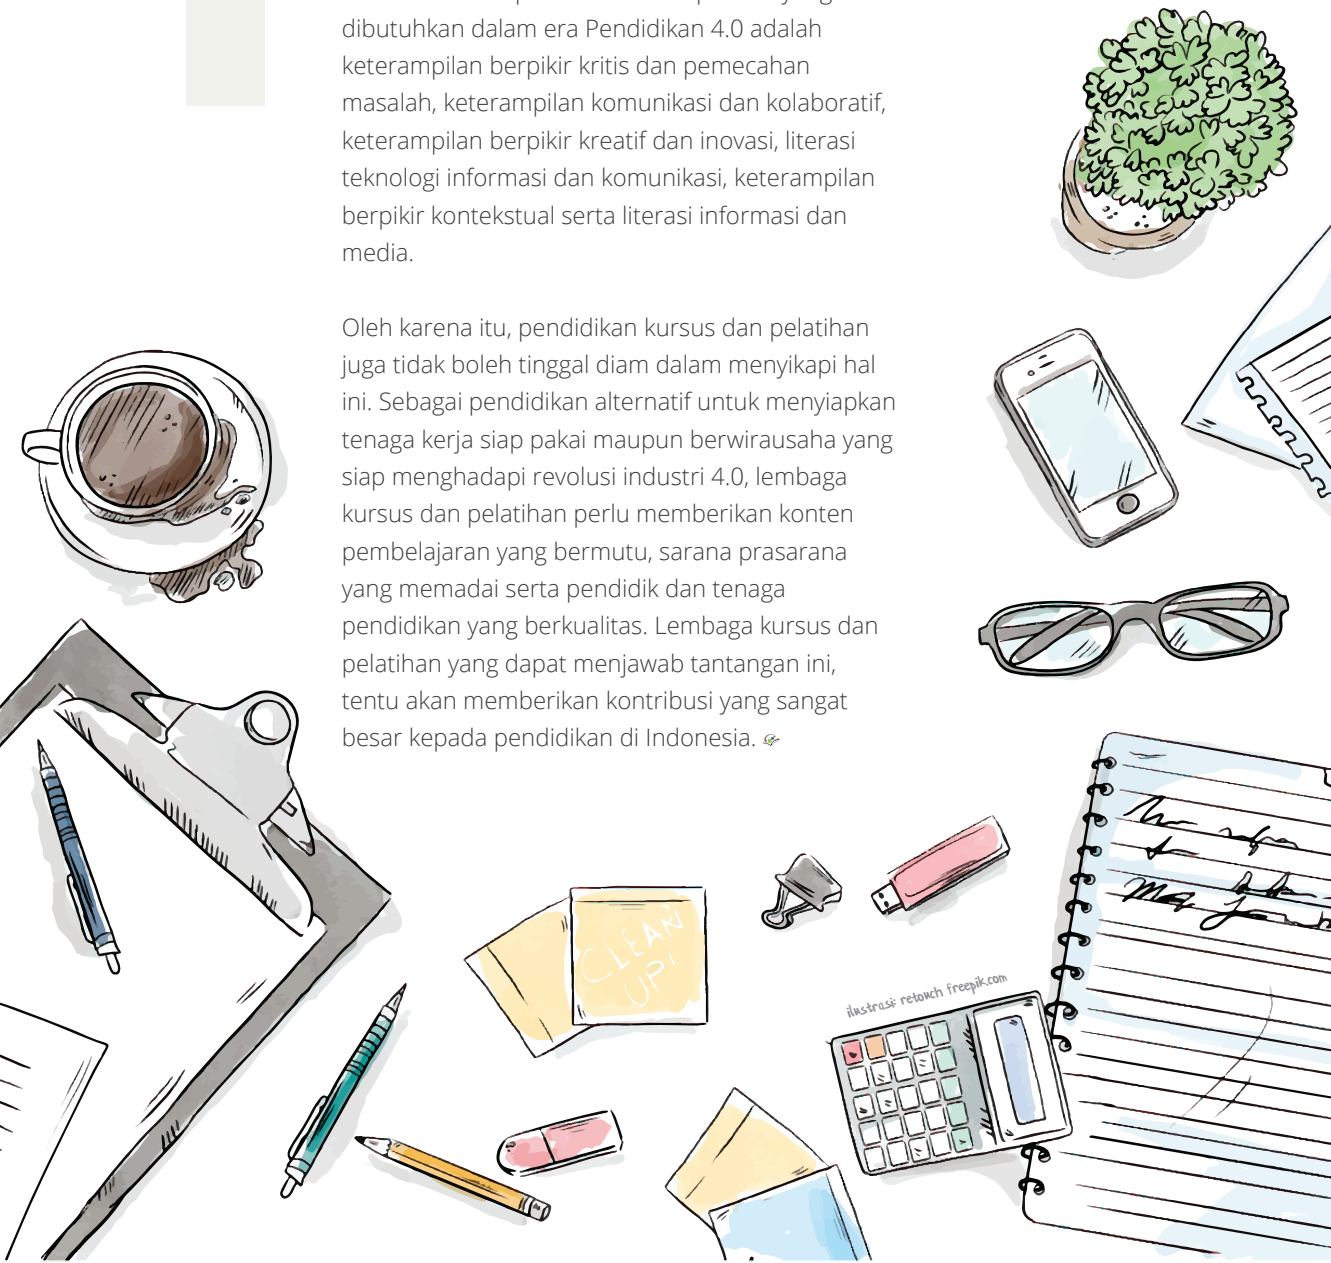 dibutuhkan dalam era Pendidikan 4.0 adalah
keterampilan berpikir kritis dan pemecahan
masalah, keterampilan komunikasi dan kolaboratif,
keterampilan berpikir kreatif dan inovasi, literasi
teknologi informasi dan komunikasi, keterampilan
berpikir kontekstual serta literasi informasi dan
media.
Oleh karena itu, pendidikan kursus dan pelatihan
juga tidak boleh tinggal diam dalam menyikapi hal
ini. Sebagai pendidikan alternatif untuk menyiapkan
tenaga kerja siap pakai maupun berwirausaha yang
siap menghadapi revolusi industri 4.0, lembaga
kursus dan pelatihan perlu memberikan konten
pembelajaran yang bermutu, sarana prasarana
yang memadai serta pendidik dan tenaga
pendidikan yang berkualitas. Lembaga kursus dan
pelatihan yang dapat menjawab tantangan ini,
tentu akan memberikan kontribusi yang sangat
besar kepada pendidikan di Indonesia.
CLEAN
UP!
ilustrasi: retouch freepik.com